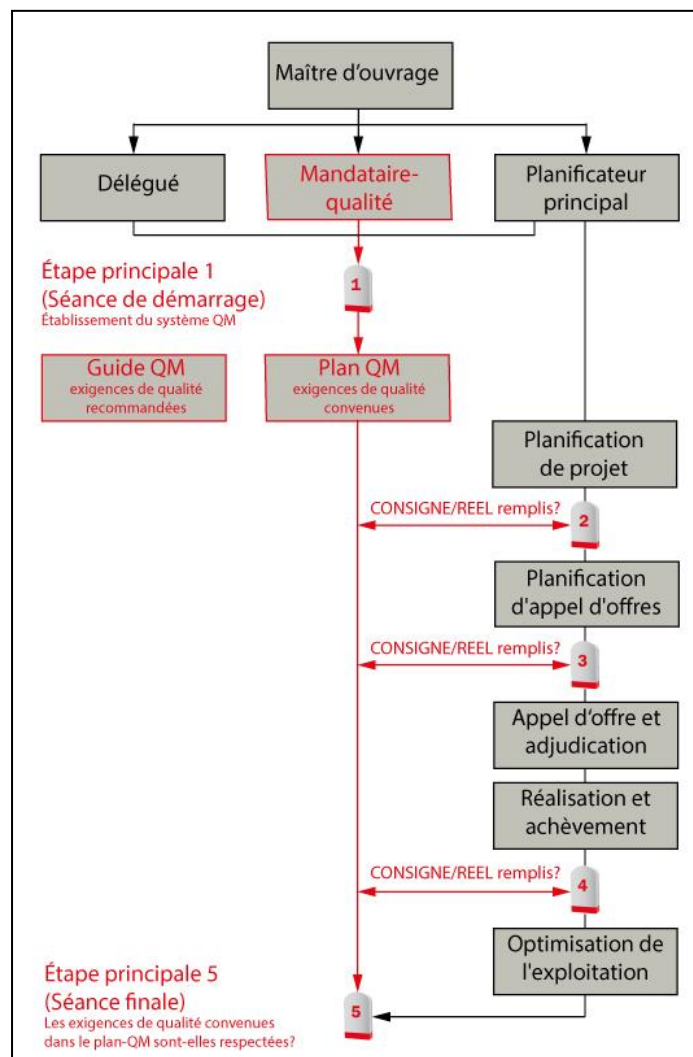 Maître d'ouvrage
Délégué
Mandataire-
qualité
Planificateur
principal
Étape principale 1
(Séance de démarrage)
Établissement du système QM
1
Guide QM
exigences de qualité
recommandées
Plan QM
exigences de qualité
convenues
Planification
de projet
CONSIGNE/REEL remplis?
2
Planification
d'appel d'offres
CONSIGNE/REEL remplis?
3
Appel d'offre et
adjudication
Réalisation et
achèvement
CONSIGNE/REEL remplis?
4
Optimisation de
l'exploitation
Étape principale 5
(Séance finale)
Les exigences de qualité convenues
dans le plan-QM sont-elles respectées?
5